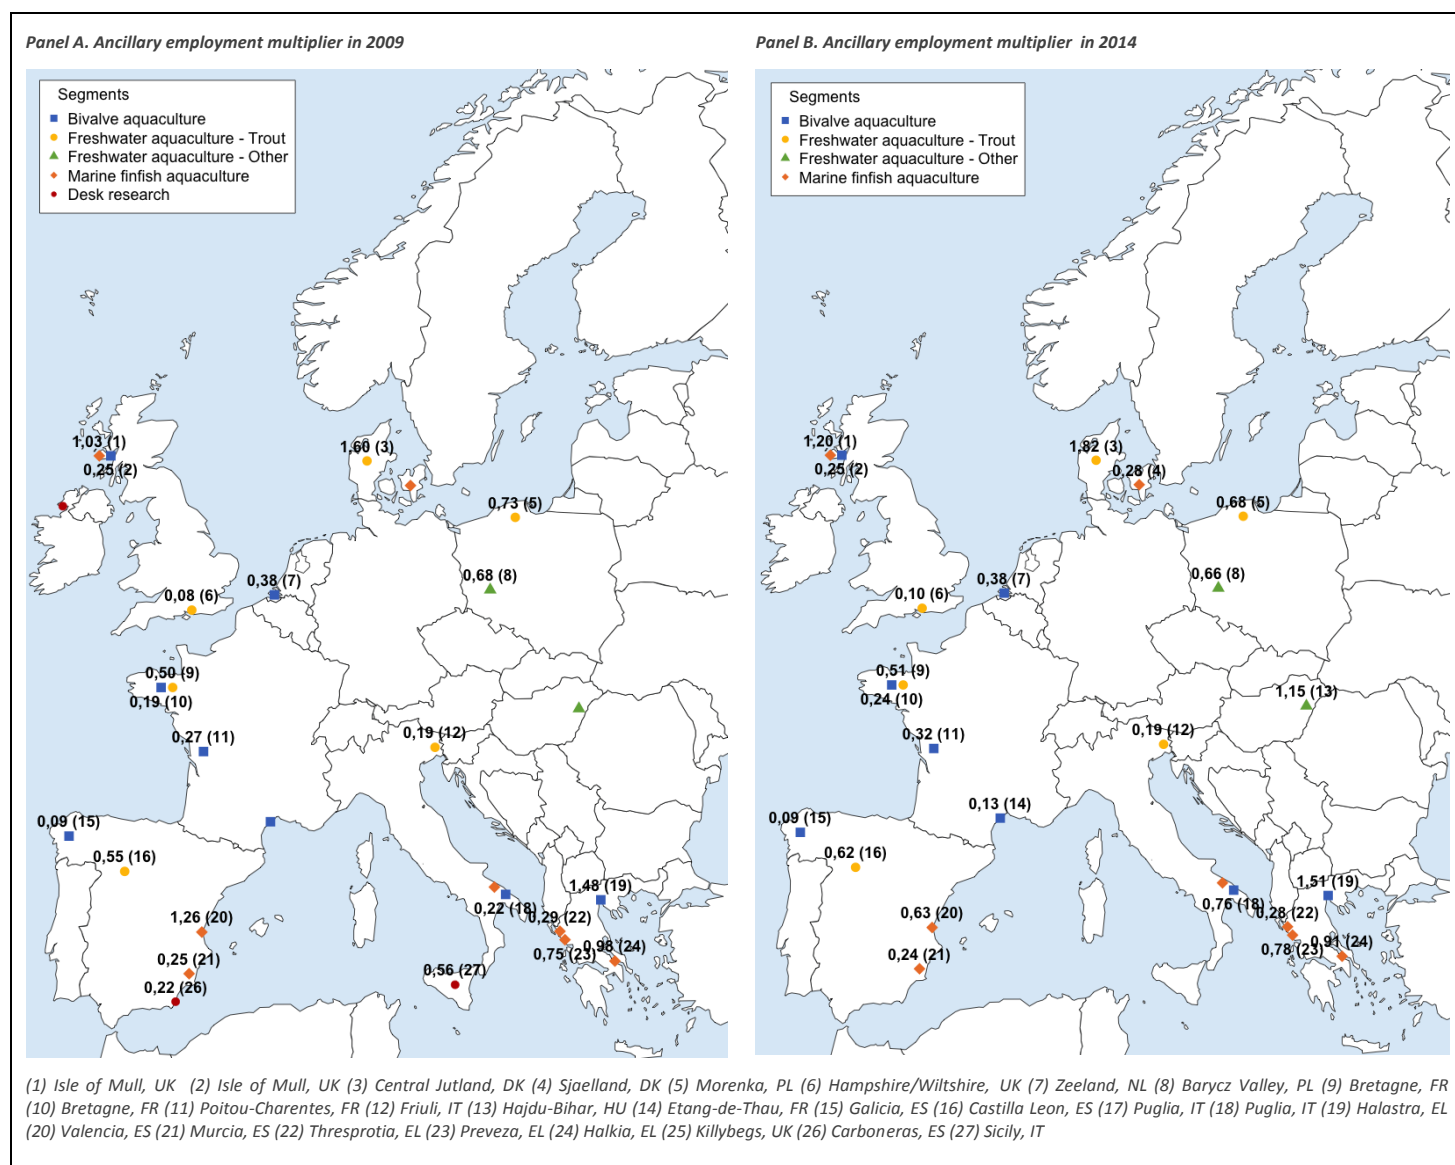 Panel A. Ancillary employment multiplier in 2009
Segments
Bivalve aquaculture
Freshwater aquaculture - Trout
Freshwater aquaculture - Other
Marine finfish aquaculture
Desk research
1,03 (1)
0,25 (2)
1,60 (3)
0,73 (5)
0,38 (7)
0,68 (8)
0,08 (6)
0,50 (9)
0,19 (10)
0,27 (11)
0,19 (12)
0,09 (15)
0,55 (16)
1,48 (19)
0,22 (18)
1,26 (20)
0,29 (22)
0,75 (23)
0,98 (24)
0,25 (21)
0,22 (26)
0,56 (27)
Panel B. Ancillary employment multiplier in 2014
Segments
Bivalve aquaculture
Freshwater aquaculture - Trout
Freshwater aquaculture - Other
Marine finfish aquaculture
1,20 (1)
0,25 (2)
1,82 (3)
0,28 (4)
0,68 (5)
0,38 (7)
0,66 (8)
0,10 (6)
0,51 (9)
0,24 (10)
1,15 (13)
0,32 (11)
0,19 (12)
0,13 (14)
0,09 (15)
0,62 (16)
1,51 (19)
0,76 (18)
0,63 (20)
0,28 (22)
0,78 (23)
0,91 (24)
0,24 (21)
(1) Isle of Mull, UK (2) Isle of Mull, UK (3) Central Jutland, DK (4) Sjaelland, DK (5) Morenka, PL (6) Hampshire/Wiltshire, UK (7) Zeeland, NL (8) Barycz Valley, PL (9) Bretagne, FR
(10) Bretagne, FR (11) Poitou-Charentes, FR (12) Friuli, IT (13) Hajdu-Bihar, HU (14) Etang-de-Thau, FR (15) Galicia, ES (16) Castilla Leon, ES (17) Puglia, IT (18) Puglia, IT (19) Halastra, EL
(20) Valencia, ES (21) Murcia, ES (22) Thresprotia, EL (23) Preveza, EL (24) Halkia, EL (25) Killybegs, UK (26) Carboneras, ES (27) Sicily, IT